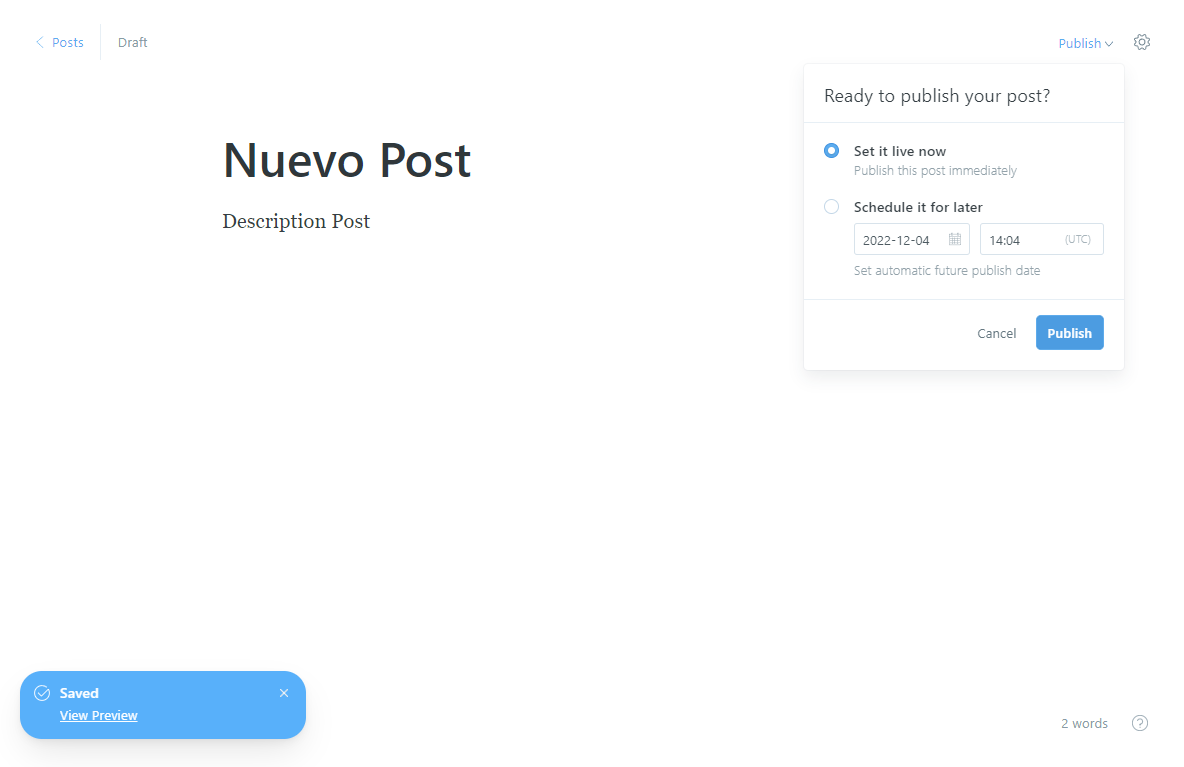 Posts
Draft
Publish
Ready to publish your post?
Nuevo Post
Set it live now
Publish this post immediately
Schedule it for later
Description Post
2022-12-04
14:04
(UTC)
Set automatic future publish date
Cancel
Publish
Saved
View Preview
2 words